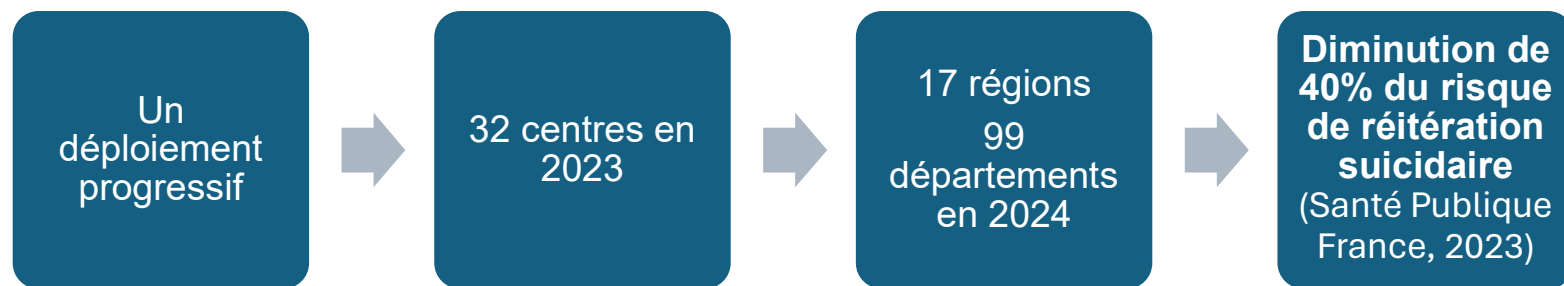 Un
déploiement
progressif
32 centres en
2023
17 régions
99
départements
en 2024
Diminution de
40% du risque
de réitération
suicidaire
(Santé Publique
France, 2023)